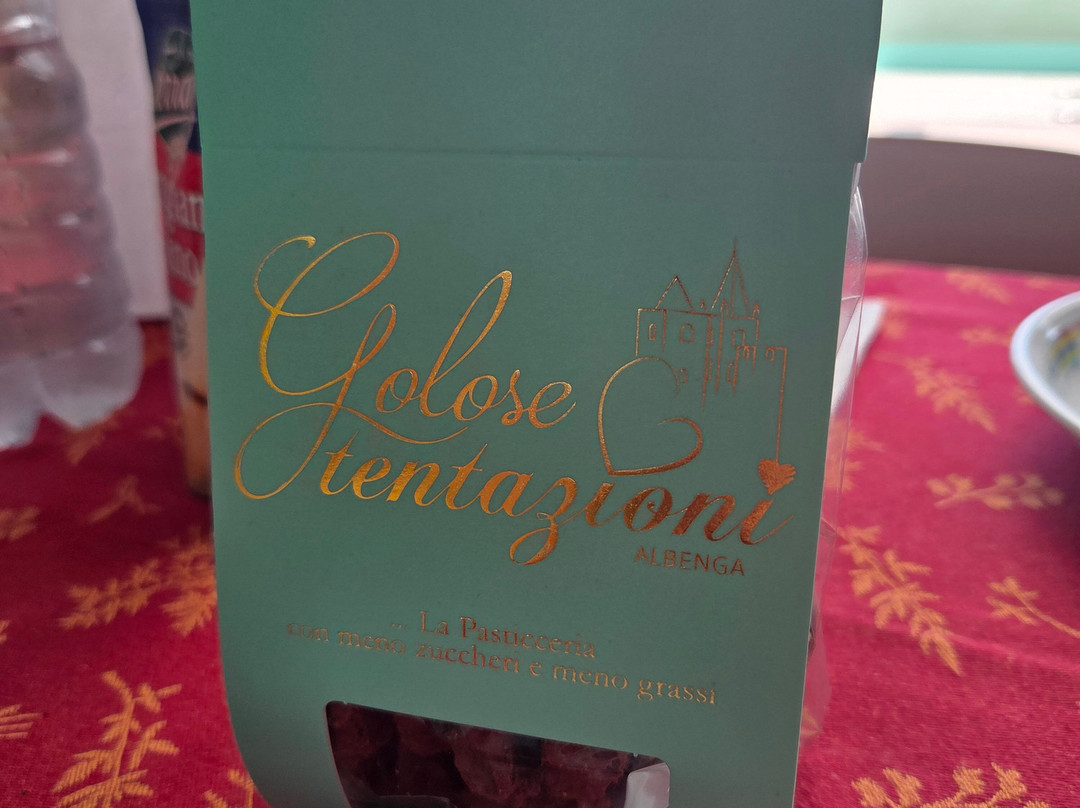 Golose
tentazioni
ALBENGA
... La Pasticceria
con meno zuccheri e meno grassi